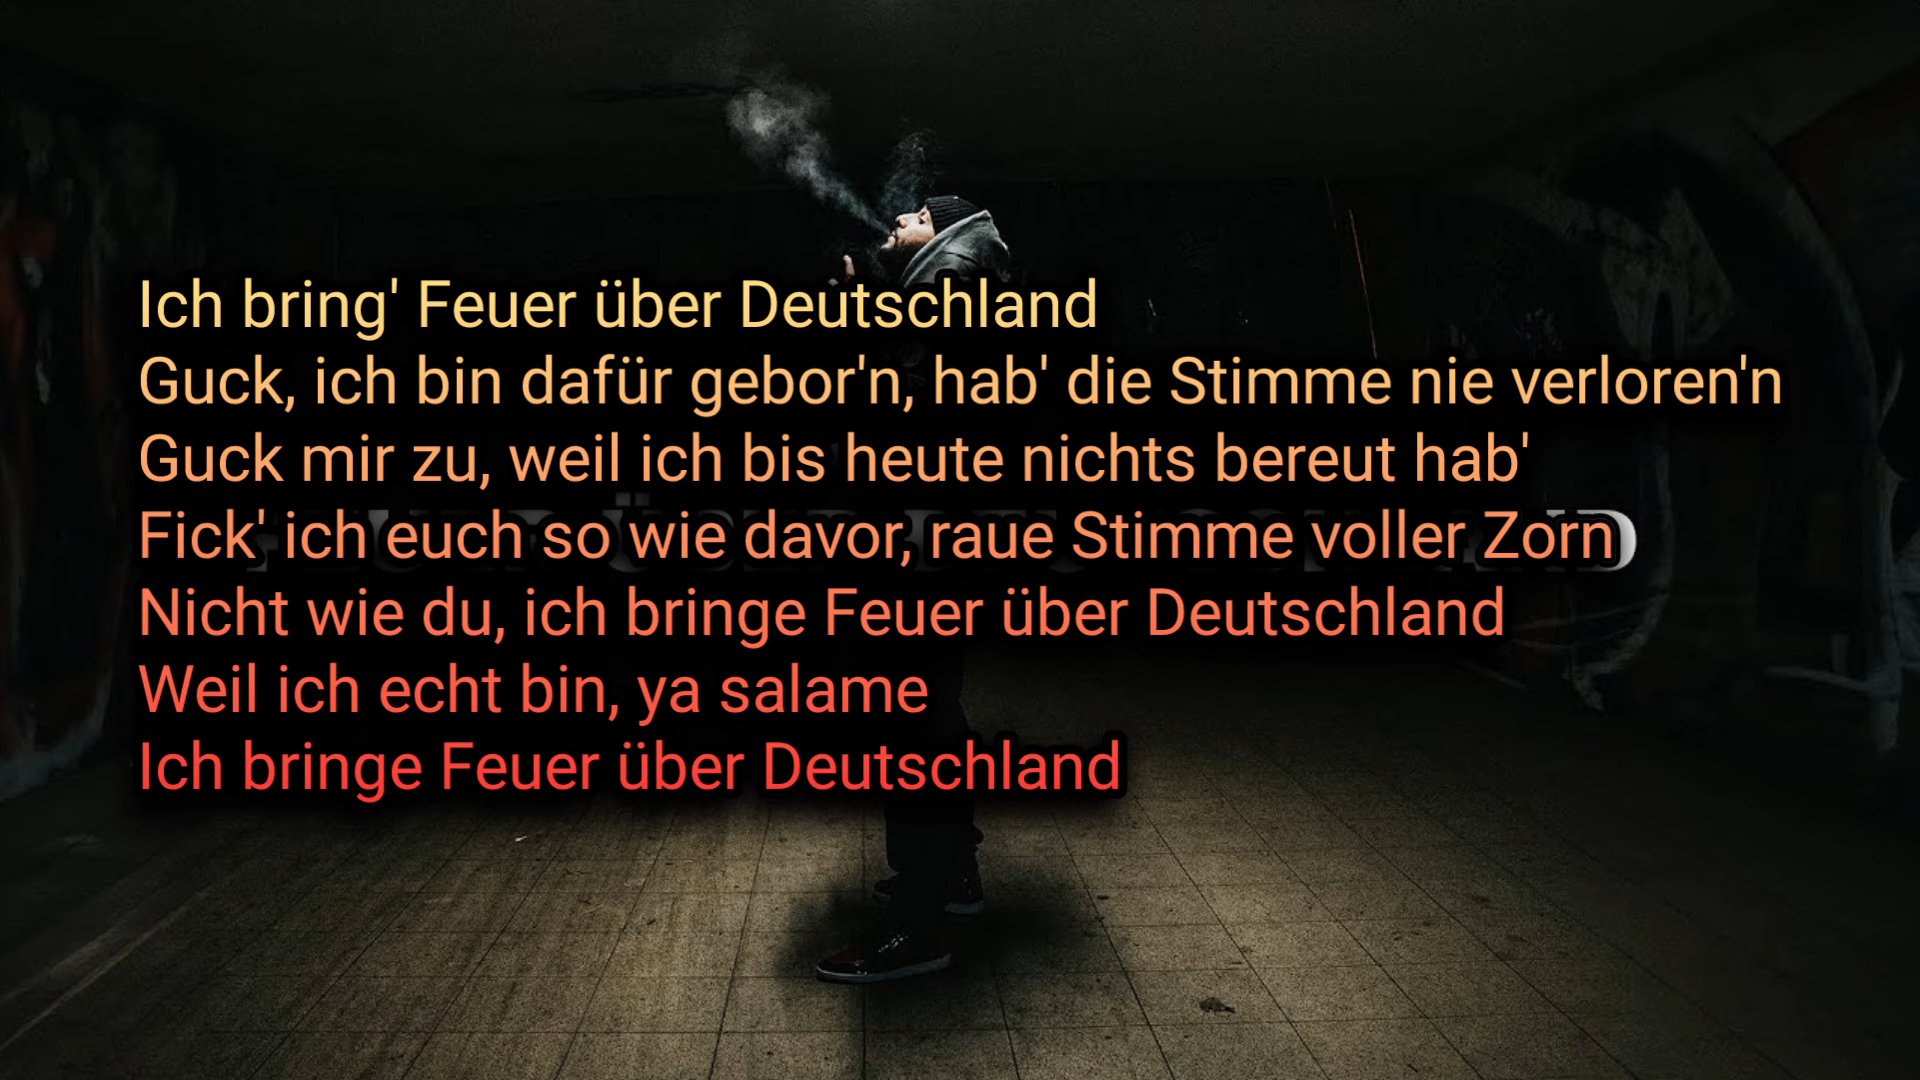 Ich bring' Feuer über Deutschland
Guck, ich bin dafür gebor'n, hab' die Stimme nie verloren'n
Guck mir zu, weil ich bis heute nichts bereut hab'
Fick' ich euch so wie davor, raue Stimme voller Zorn
Nicht wie du, ich bringe Feuer über Deutschland
Weil ich echt bin, ya salame
Ich bringe Feuer über Deutschland